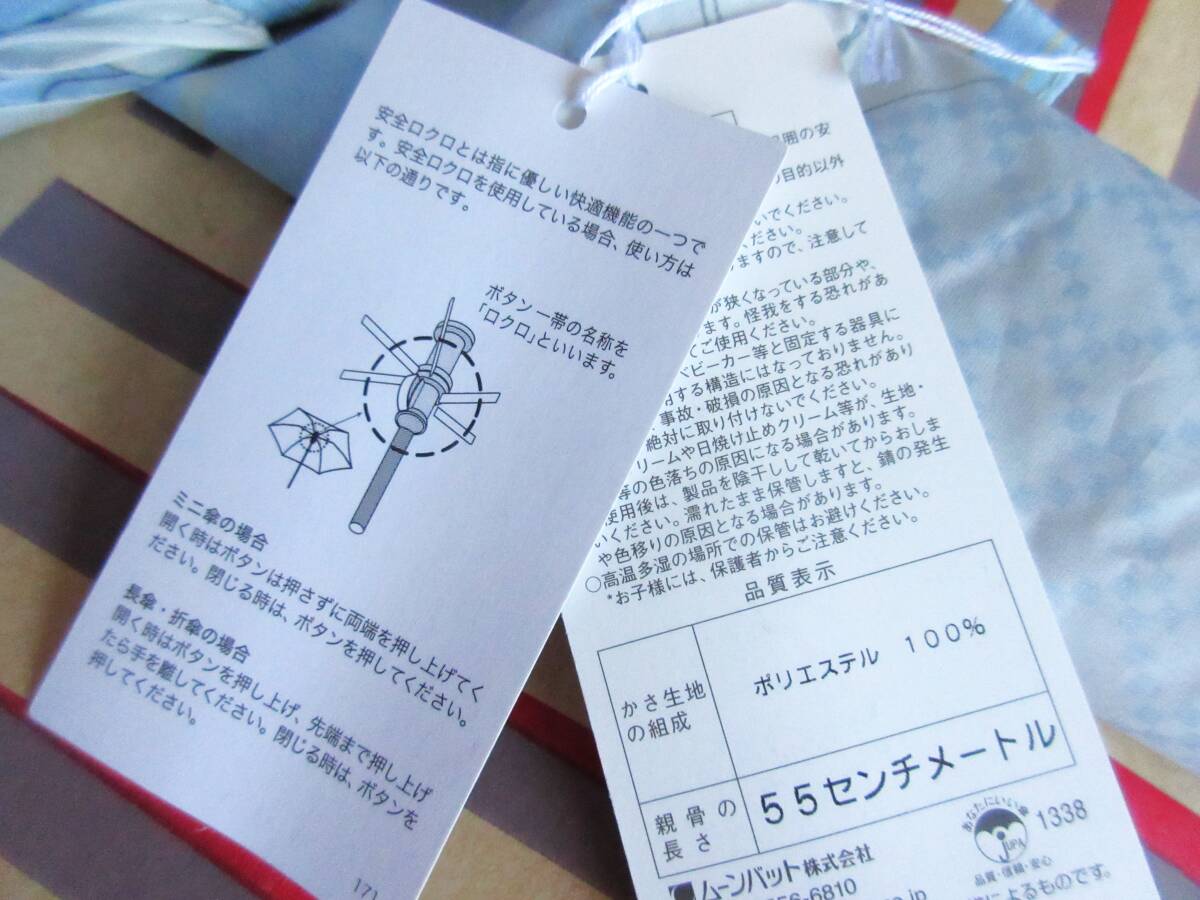 安全ロクロとは指に優しい快適機能の一つで
す。安全ロクロを使用している場合、使い方は
以下の通りです。
ボタン一帯の名称を
「ロクロ」といいます。
ミニ傘の場合
開く時はボタンは押さずに両端を押し上げてく
ださい。閉じる時は、ボタンを押してください。
長傘・折傘の場合
開く時はボタンを押し上げ、先端まで押し上げ
たら手を離してください。閉じる時は、ボタンを
押してください。
171
囲の安
の目的以外
いでください。
ださい。
ますので、注意して
が狭くなっている部分や、
ます。怪我をする恐れがあ
てご使用ください。
ベビーカー等と固定する器具に
用する構造にはなっておりません。
事故・破損の原因となる恐れがあり
絶対に取り付けないでください。
リームや日焼け止めクリーム等が、生地・
等の色落ちの原因になる場合があります。
使用後は、製品を陰干しして乾いてからおしま
いください。濡れたまま保管しますと、錆の発生
や色移りの原因となる場合があります。
○高温多湿の場所での保管はお避けください。
*お子様には、保護者からご注意ください。
品質表示
かさ生地
の組成
ポリエステル 100%
親骨の
長さ
55センチメートル
ムーンバット株式会社
56-6810
あなたにいい傘
JUPA
品質・信頼・安心
1338
によるものです。